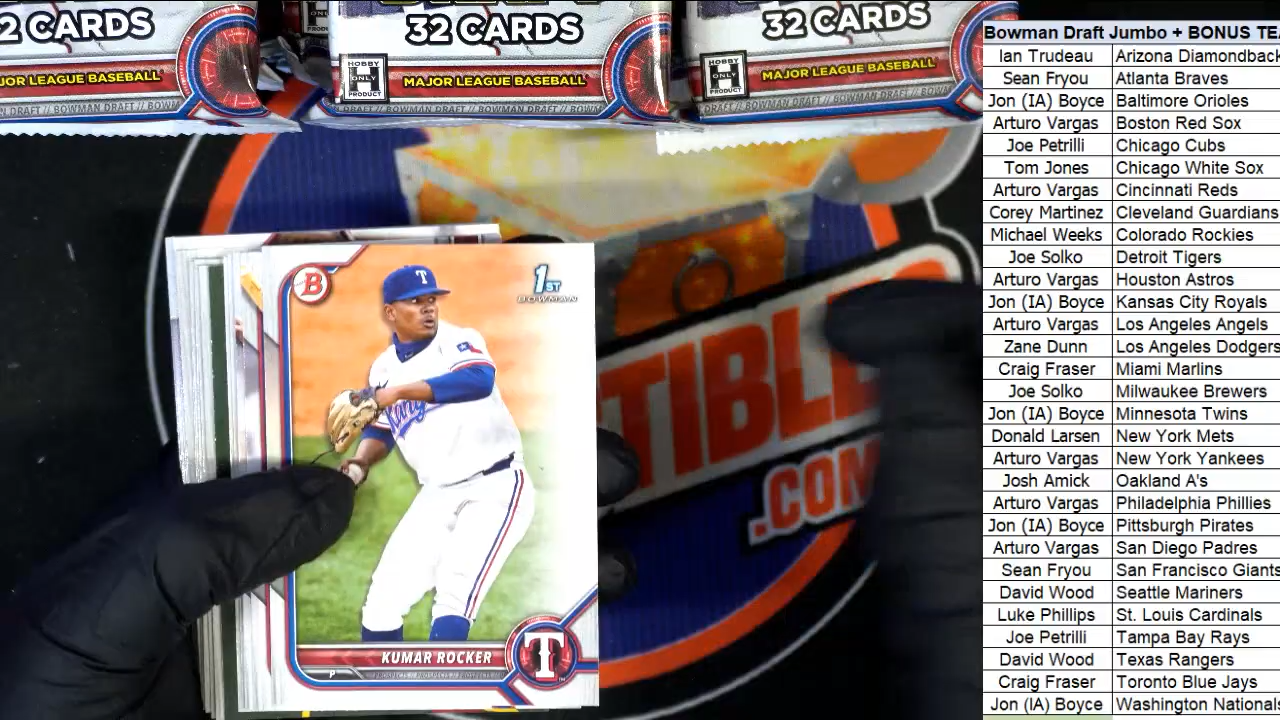 2 CARDS
32 CARDS
32 CARDS
HOBBY
ONLY
H
PRODUCT
HOBBY
ONLY
H
PRODUCT
JOR LEAGUE BASEBALL
MAJOR LEAGUE BASEBALL
MAJOR LEAGUE BASEBALL
DRAFT // BOWMAN DRAFT // BOW
DRAFT // BOWMAN DRAFT // BOWM
DRAFT // BOWMAN DRAFT // BOWMAN
B
1ST
BOWMAN
T
KUMAR ROCKER
P
PROSPECTS // PROSPECTS // PROSPECTS
T
TIBLE
.COM
Bowman Draft Jumbo + BONUS TEA
Ian Trudeau Arizona Diamondback
Sean Fryou Atlanta Braves
Jon (IA) Boyce Baltimore Orioles
Arturo Vargas Boston Red Sox
Joe Petrilli Chicago Cubs
Tom Jones Chicago White Sox
Arturo Vargas Cincinnati Reds
Corey Martinez Cleveland Guardians
Michael Weeks Colorado Rockies
Joe Solko Detroit Tigers
Arturo Vargas Houston Astros
Jon (IA) Boyce Kansas City Royals
Arturo Vargas Los Angeles Angels
Zane Dunn Los Angeles Dodgers
Craig Fraser Miami Marlins
Joe Solko Milwaukee Brewers
Jon (IA) Boyce Minnesota Twins
Donald Larsen New York Mets
Arturo Vargas New York Yankees
Josh Amick Oakland A's
Arturo Vargas Philadelphia Phillies
Jon (IA) Boyce Pittsburgh Pirates
Arturo Vargas San Diego Padres
Sean Fryou San Francisco Giants
David Wood Seattle Mariners
Luke Phillips St. Louis Cardinals
Joe Petrilli Tampa Bay Rays
David Wood Texas Rangers
Craig Fraser Toronto Blue Jays
Jon (IA) Boyce Washington Nationals